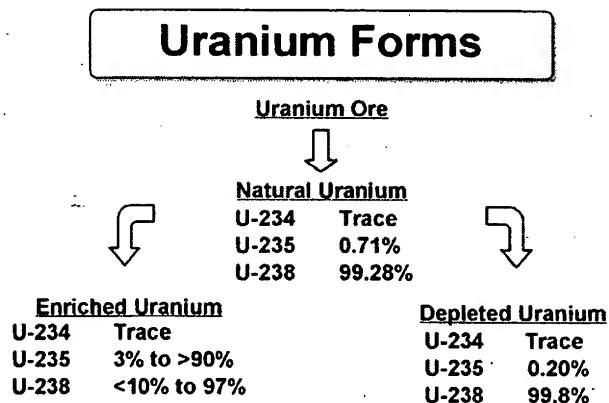 Uranium Forms
Uranium Ore
Natural Uranium
U-234 Trace
U-235 0.71%
U-238 99.28%
Enriched Uranium
U-234 Trace
U-235 3% to >90%
U-238 <10% to 97%
Depleted Uranium
U-234 Trace
U-235 0.20%
U-238 99.8%